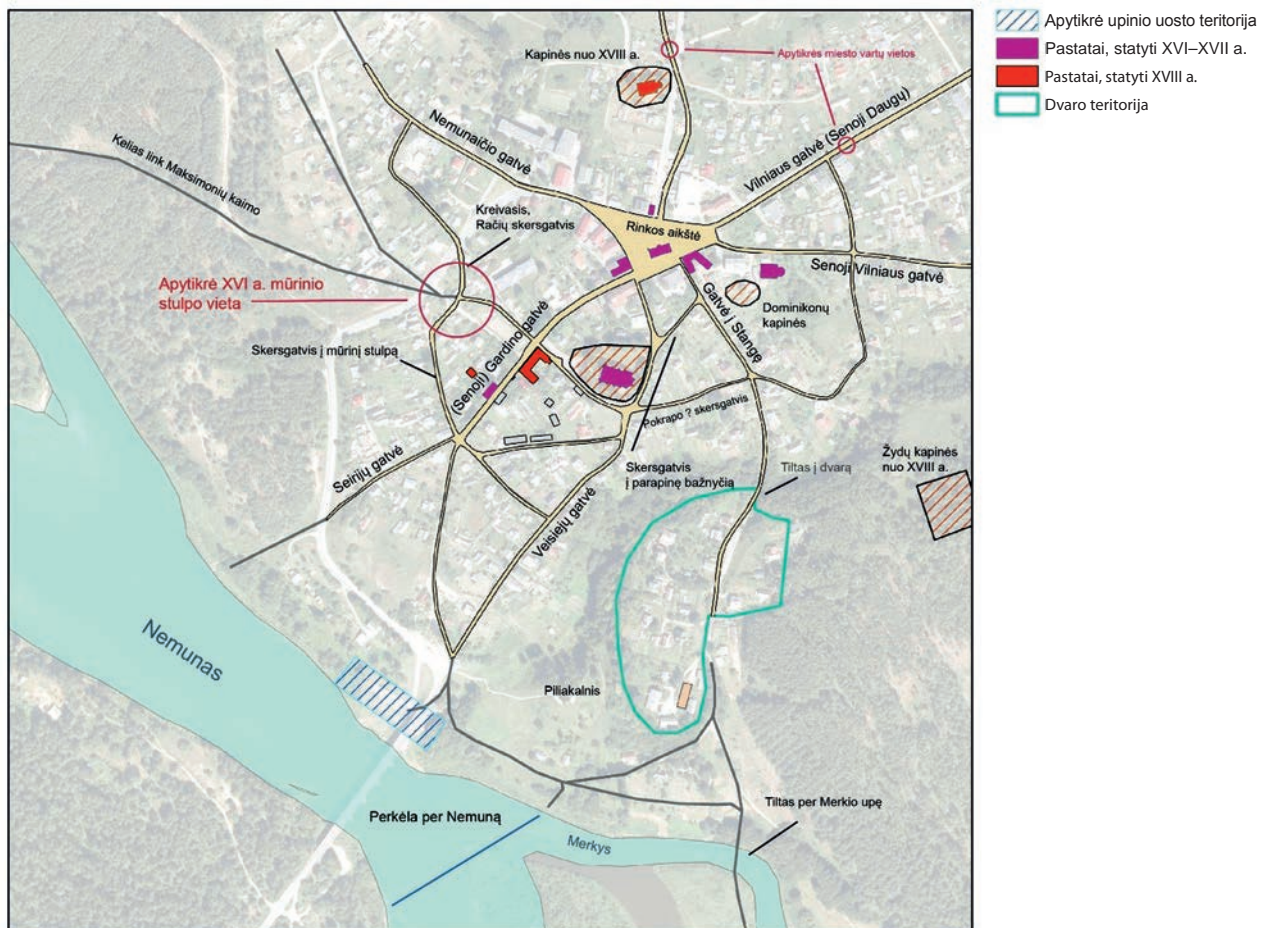 Apytikrė upinio uosto teritorija
Pastatai, statyti XVI–XVII a.
Pastatai, statyti XVIII a.
Dvaro teritorija
Kapinės nuo XVIII a.
Apytikrės miesto vartų vietos
Nemunaičio gatvė
Vilniaus gatvė (Senoji Daugų)
Kelias link Maksimonių kaimo
Kreivasis,
Račių skersgatvis
Rinkos aikštė
Senoji Vilniaus gatvė
Apytikrė XVI a. mūrinio
stulpo vieta
Gatvė į Stangę
Dominikonų
kapinės
Skersgatvis į mūrinį stulpą
(Senoji) Gardino gatvė
Pokrapo ? skersgatvis
Seirijų gatvė
Skersgatvis
į parapinę bažnyčią
Tiltas į dvarą
Žydų kapinės
nuo XVIII a.
Veisiejų gatvė
Nemunas
Piliakalnis
Perkėla per Nemuną
Tiltas per Merkio upę
Merkys